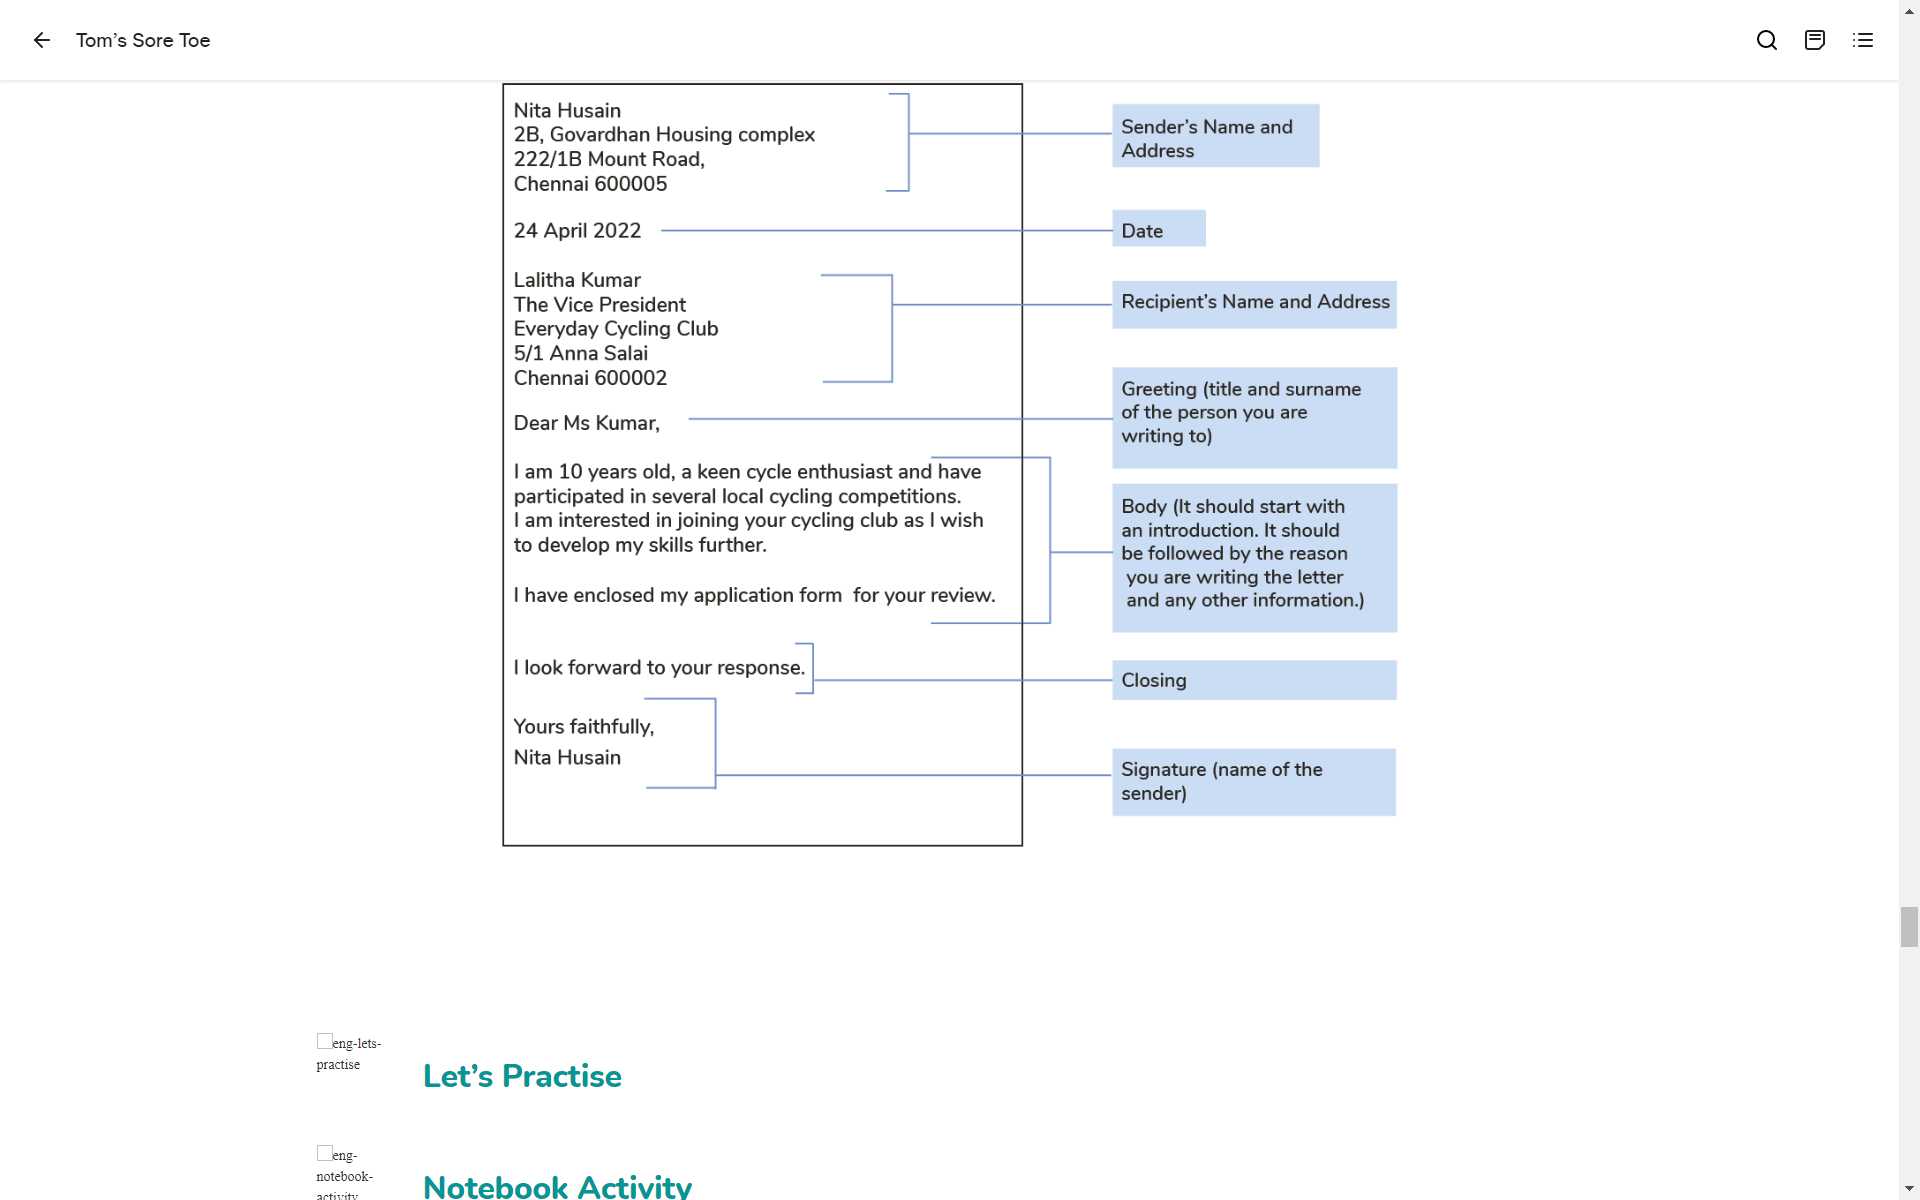 Tom’s Sore Toe
Nita Husain
2B, Govardhan Housing complex
222/1B Mount Road,
Chennai 600005
Sender’s Name and
Address
24 April 2022
Date
Lalitha Kumar
The Vice President
Everyday Cycling Club
5/1 Anna Salai
Chennai 600002
Recipient’s Name and Address
Dear Ms Kumar,
Greeting (title and surname
of the person you are
writing to)
I am 10 years old, a keen cycle enthusiast and have
participated in several local cycling competitions.
I am interested in joining your cycling club as I wish
to develop my skills further.
I have enclosed my application form  for your review.
Body (It should start with
an introduction. It should
be followed by the reason
you are writing the letter
and any other information.)
I look forward to your response.
Closing
Yours faithfully,
Nita Husain
Signature (name of the
sender)
eng-lets-
practise
Let’s Practise
eng-
notebook-
activity
Notebook Activity